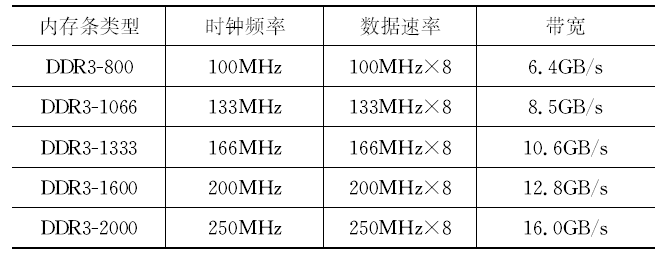 内存条类型 时钟频率 数据速率 带宽
DDR3-800 100MHz 100MHz×8 6.4GB/s
DDR3-1066 133MHz 133MHz×8 8.5GB/s
DDR3-1333 166MHz 166MHz×8 10.6GB/s
DDR3-1600 200MHz 200MHz×8 12.8GB/s
DDR3-2000 250MHz 250MHz×8 16.0GB/s